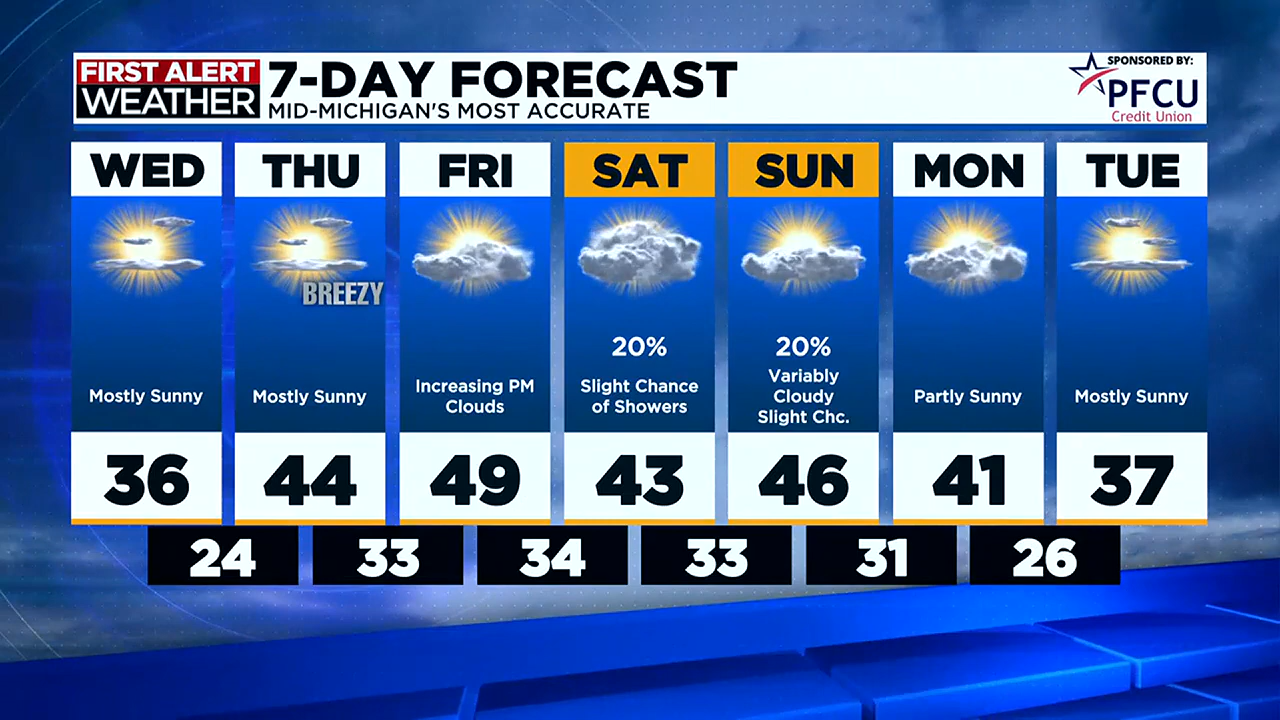 FIRST ALERT
WEATHER
7-DAY FORECAST
MID-MICHIGAN'S MOST ACCURATE
SPONSORED BY:
PFCU
Credit Union
WED
THU
FRI
SAT
SUN
MON
TUE
BREEZY
20%
20%
Mostly Sunny
Mostly Sunny
Increasing PM
Clouds
Slight Chance
of Showers
Variably
Cloudy
Slight Chc.
Partly Sunny
Mostly Sunny
36
44
49
43
46
41
37
24
33
34
33
31
26